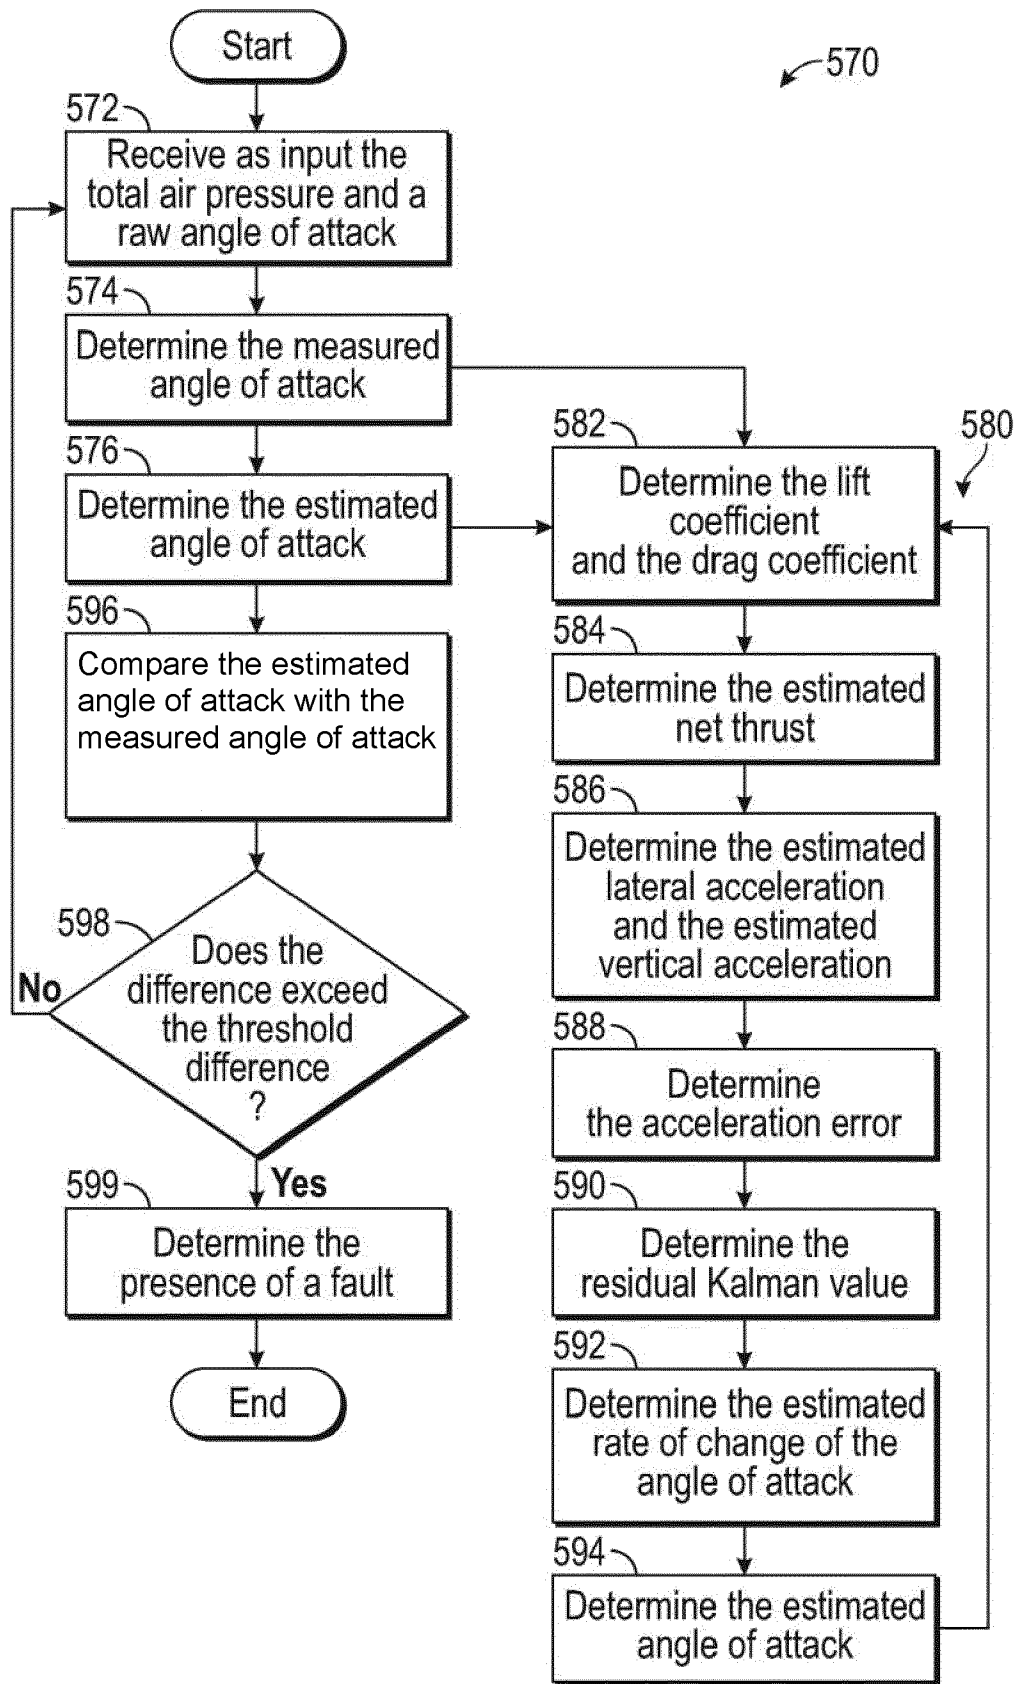 Start
570
572
Receive as input the
total air pressure and a
raw angle of attack
574
Determine the measured
angle of attack
576
Determine the estimated
angle of attack
596
Compare the estimated
angle of attack with the
measured angle of attack
598
Does the
difference exceed
the threshold
difference
?
No
Yes
599
Determine the
presence of a fault
End
580
582
Determine the lift
coefficient
and the drag coefficient
584
Determine the estimated
net thrust
586
Determine the estimated
lateral acceleration
and the estimated
vertical acceleration
588
Determine
the acceleration error
590
Determine the
residual Kalman value
592
Determine the estimated
rate of change of the
angle of attack
594
Determine the estimated
angle of attack